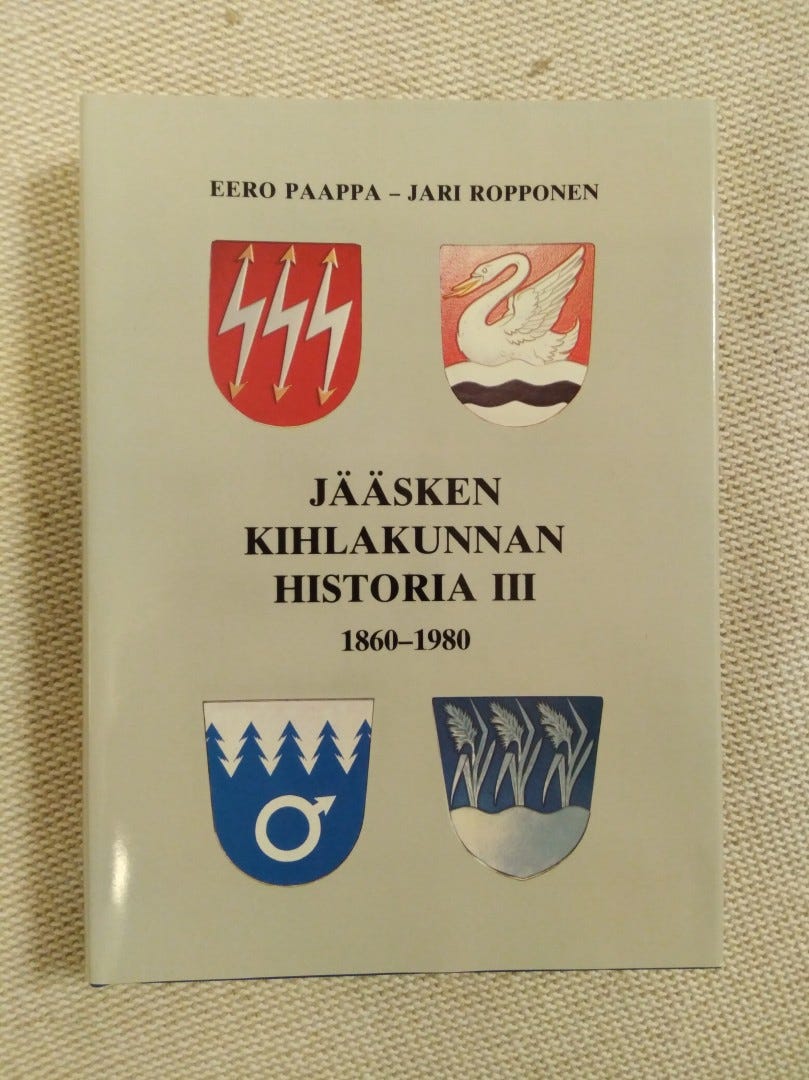 EERO PAAPPA – JARI ROPPONEN
JÄÄSKEN
KIHLAKUNNAN
HISTORIA III
1860–1980